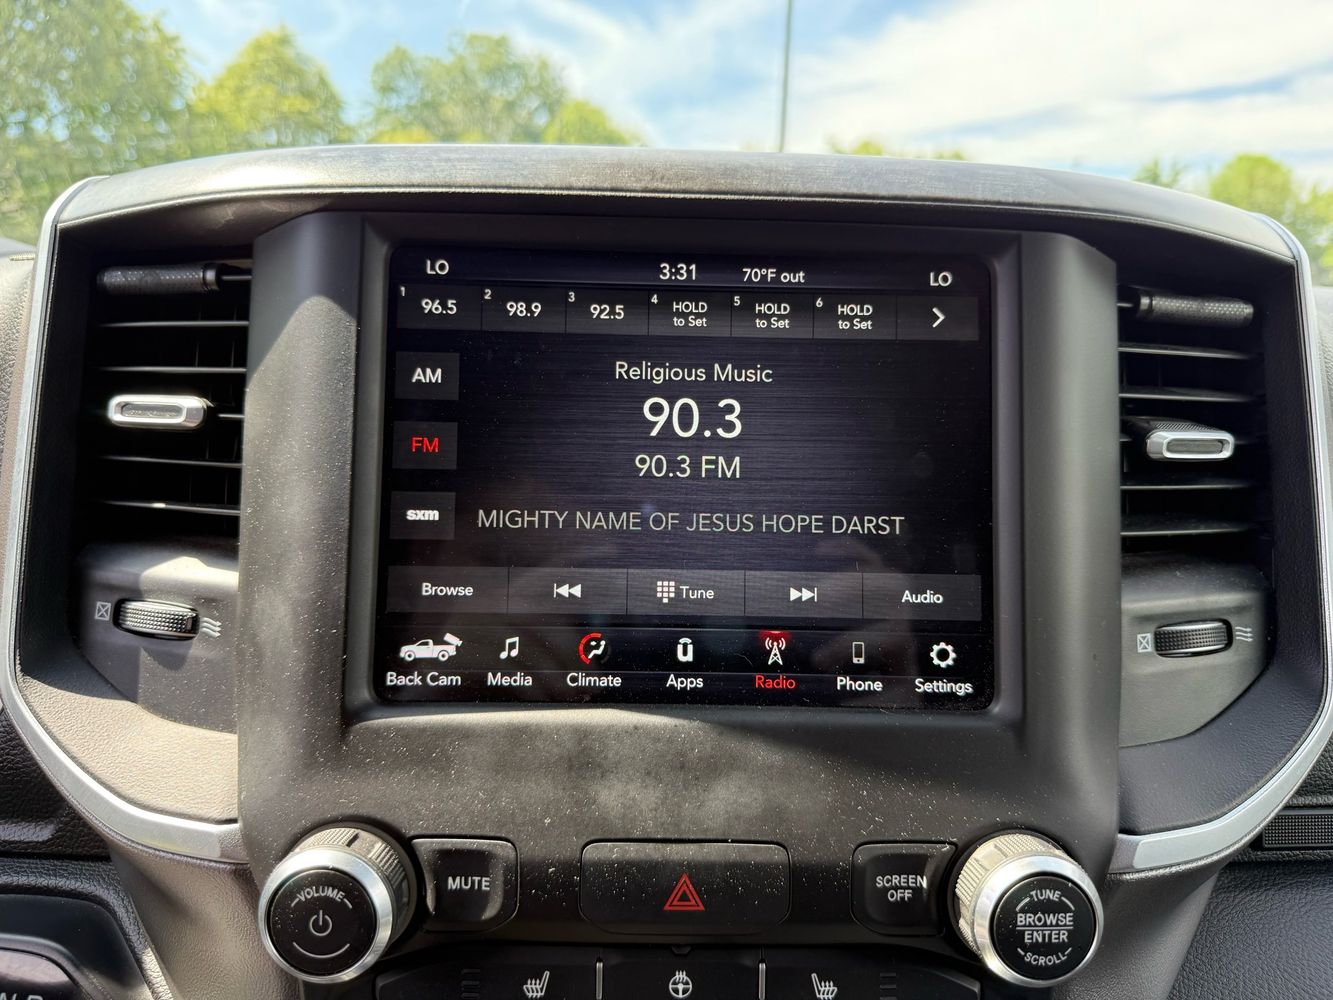 LO 3:31 70°F out LO
1 96.5 2 98.9 3 92.5 4 HOLD to Set 5 HOLD to Set 6 HOLD to Set
AM
Religious Music
90.3
FM
90.3 FM
sxm
MIGHTY NAME OF JESUS HOPE DARST
Browse Tune Audio
Back Cam Media Climate Apps Radio Phone Settings
VOLUME
MUTE
SCREEN
OFF
TUNE
BROWSE
ENTER
SCROLL